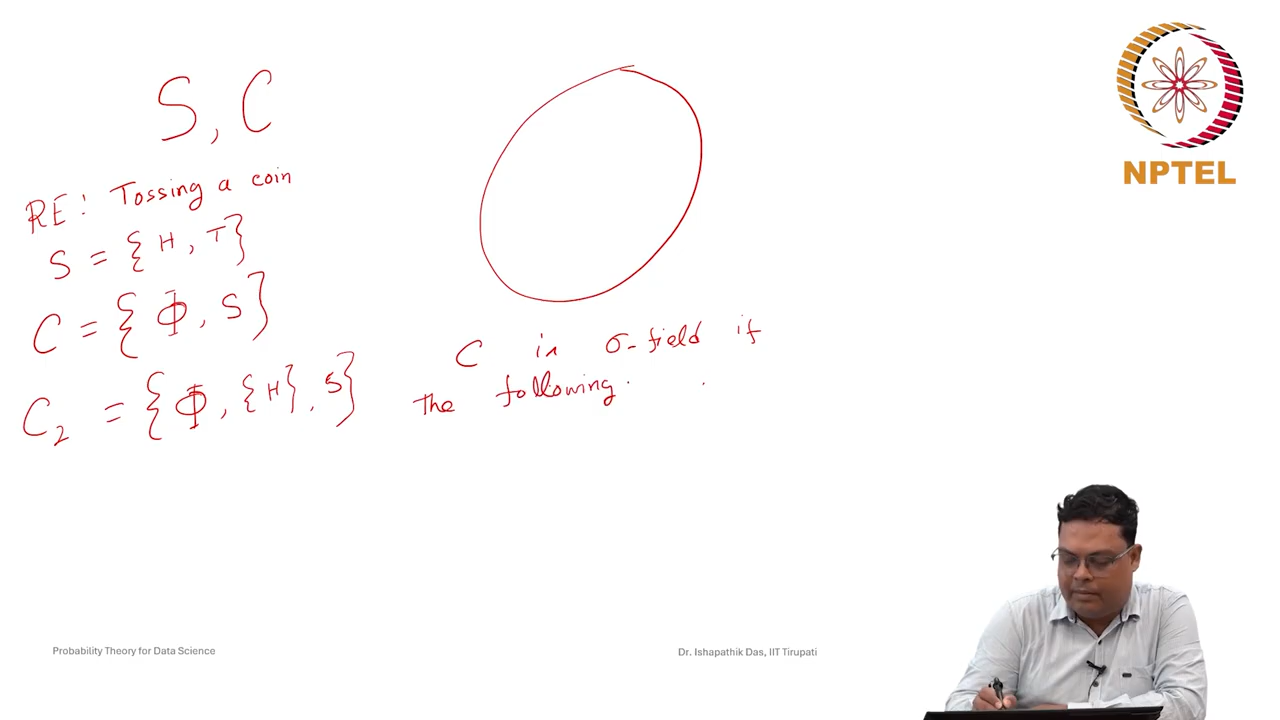 S, C
RE: Tossing a coin
S = {H, T}
C = {Φ, S}
C₂ = {Φ, {H}, S}
C in σ-field if
the following.
NPTEL
Probability Theory for Data Science
Dr. Ishapathik Das, IIT Tirupati